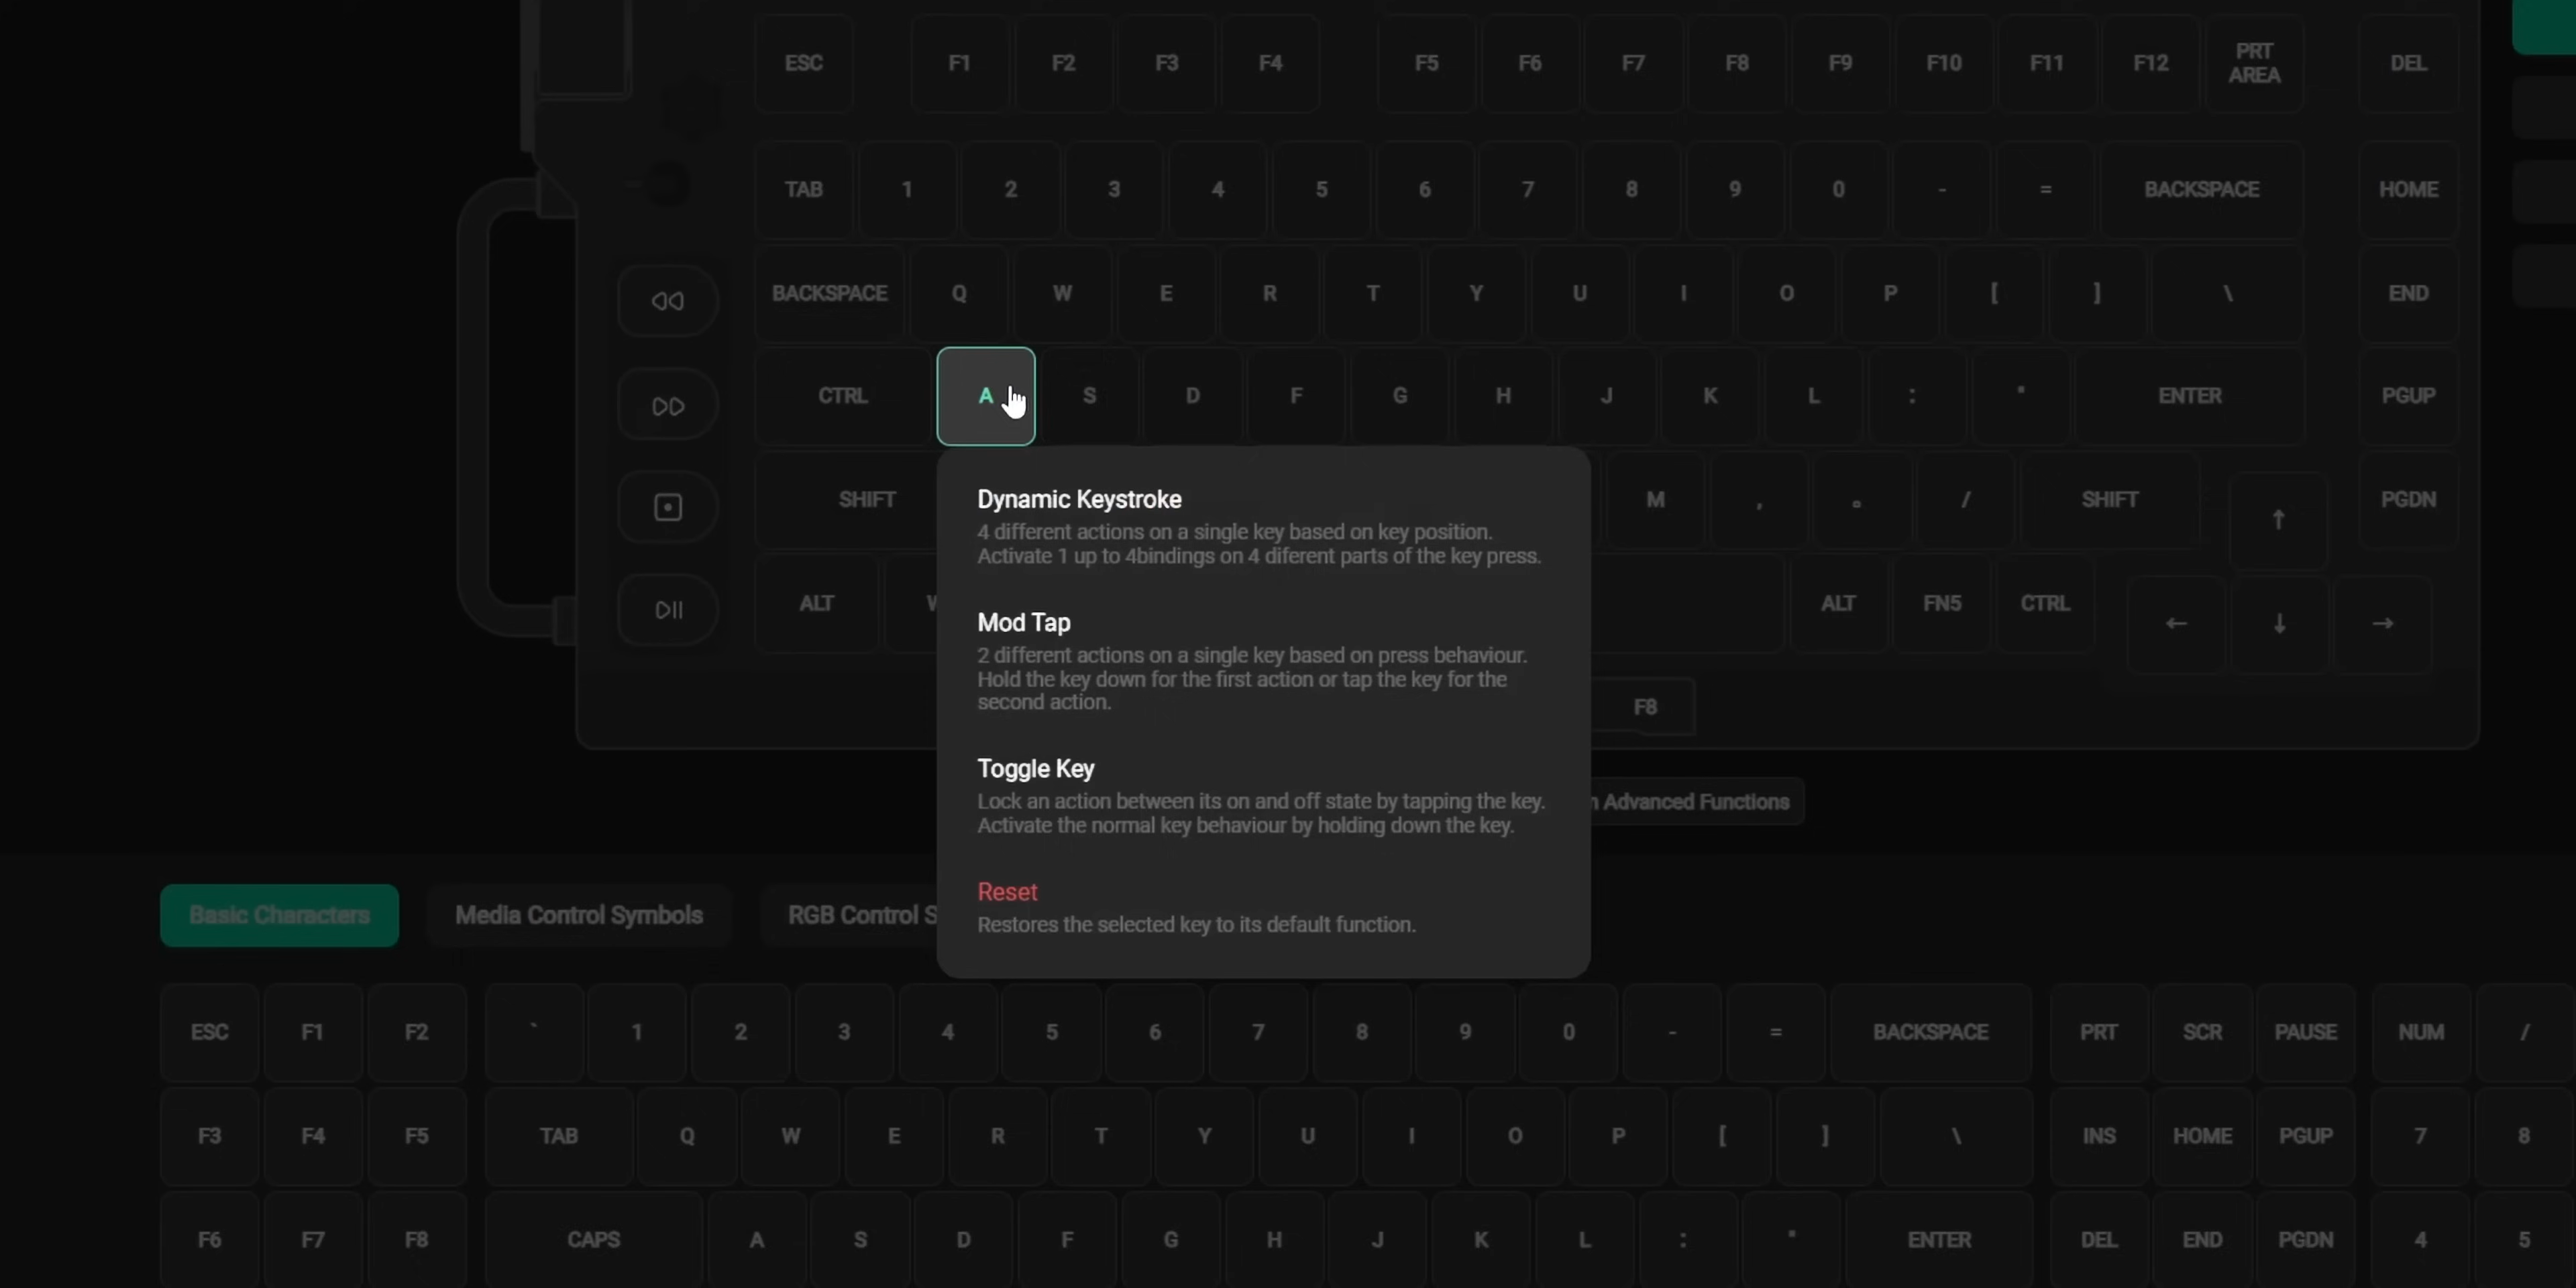 ESC F1 F2 F3 F4 F5 F6 F7 F8 F9 F10 F11 F12 PRT AREA DEL
TAB 1 2 3 4 5 6 7 8 9 0 - = BACKSPACE HOME
BACKSPACE Q W E R T Y U I O P [ ] \ END
CTRL A S D F G H J K L : " ENTER PGUP
SHIFT M , / SHIFT ↑ PGDN
ALT ALT FN5 CTRL ← ↓ →
F8
Dynamic Keystroke
4 different actions on a single key based on key position.
Activate 1 up to 4bindings on 4 diferent parts of the key press.
Mod Tap
2 different actions on a single key based on press behaviour.
Hold the key down for the first action or tap the key for the
second action.
Toggle Key
Lock an action between its on and off state by tapping the key.
Activate the normal key behaviour by holding down the key.
Reset
Restores the selected key to its default function.
Advanced Functions
Basic Characters Media Control Symbols RGB Control S
ESC F1 F2 ` 1 2 3 4 5 6 7 8 9 0 - = BACKSPACE PRT SCR PAUSE NUM /
F3 F4 F5 TAB Q W E R T Y U I O P [ ] \ INS HOME PGUP 7 8
F6 F7 F8 CAPS A S D F G H J K L : " ENTER DEL END PGDN 4 5